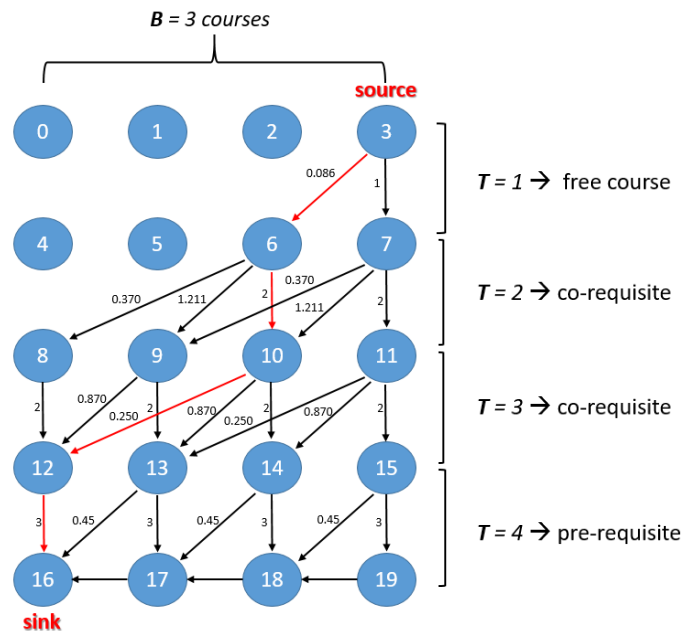 B = 3 courses
source
0 1 2 3
0.086 1
T = 1 → free course
4 5 6 7
0.370 1.211 2 0.370 1.211 2
T = 2 → co-requisite
8 9 10 11
2 0.870 0.250 2 0.870 2 0.250 0.870 2
T = 3 → co-requisite
12 13 14 15
3 0.45 3 0.45 3 0.45 3
T = 4 → pre-requisite
16 17 18 19
sink